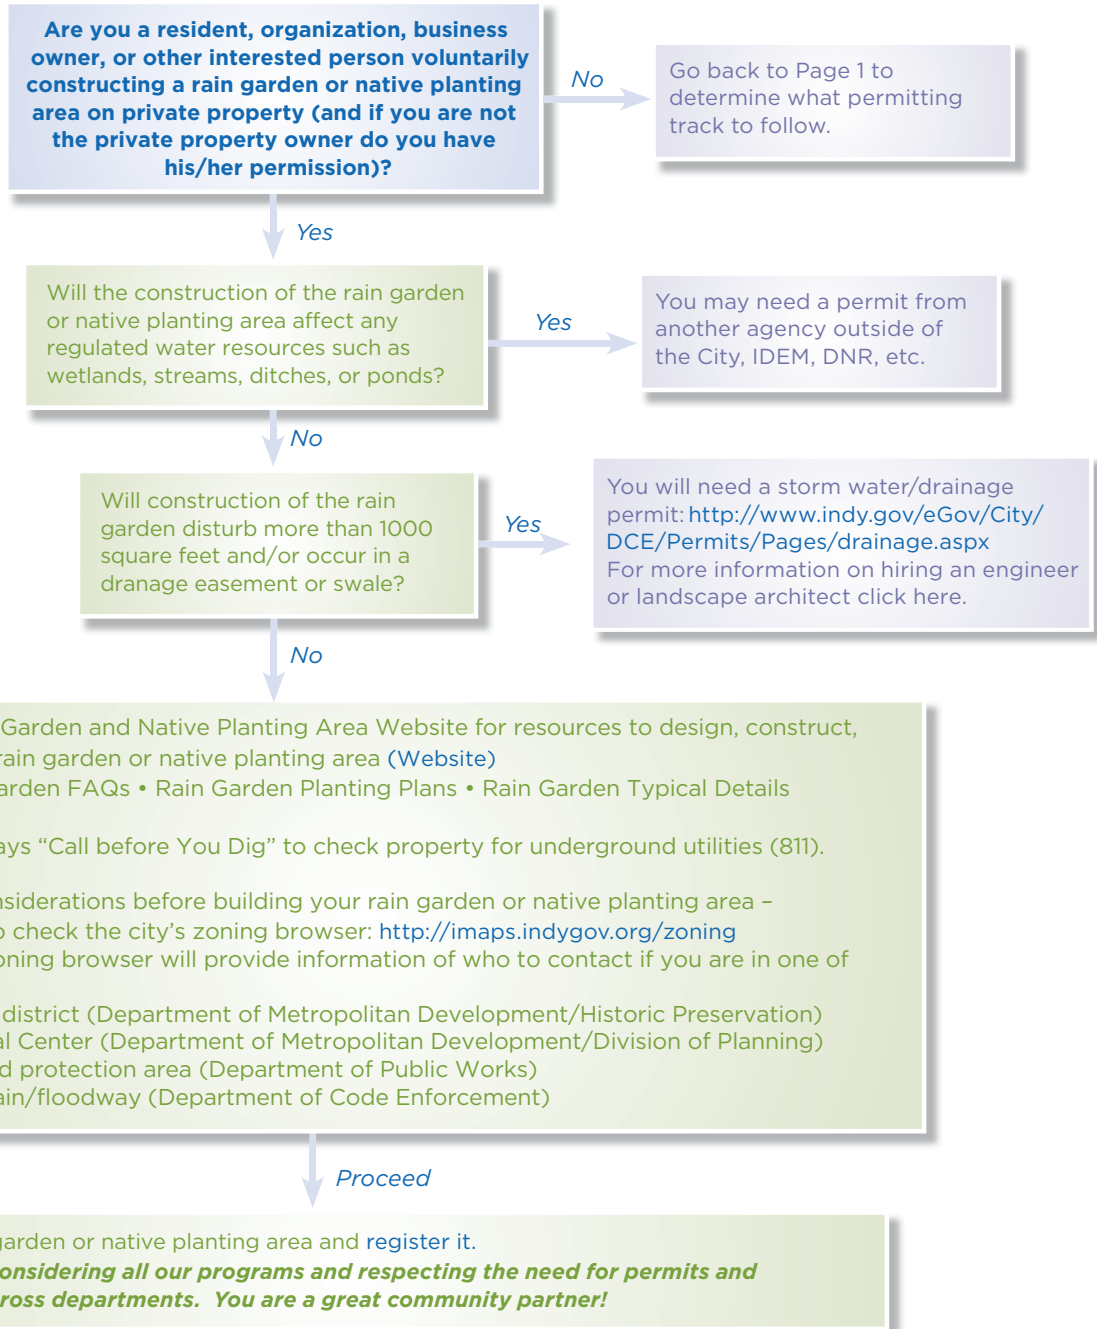 Are you a resident, organization, business
owner, or other interested person voluntarily
constructing a rain garden or native planting
area on private property (and if you are not
the private property owner do you have
his/her permission)?
No
Go back to Page 1 to
determine what permitting
track to follow.
Yes
Will the construction of the rain garden
or native planting area affect any
regulated water resources such as
wetlands, streams, ditches, or ponds?
Yes
You may need a permit from
another agency outside of
the City, IDEM, DNR, etc.
No
Will construction of the rain
garden disturb more than 1000
square feet and/or occur in a
dranage easement or swale?
Yes
You will need a storm water/drainage
permit: http://www.indy.gov/eGov/City/
DCE/Permits/Pages/drainage.aspx
For more information on hiring an engineer
or landscape architect click here.
No
Garden and Native Planting Area Website for resources to design, construct,
rain garden or native planting area (Website)
arden FAQs • Rain Garden Planting Plans • Rain Garden Typical Details
ays “Call before You Dig” to check property for underground utilities (811).
nsiderations before building your rain garden or native planting area –
o check the city’s zoning browser: http://imaps.indygov.org/zoning
oning browser will provide information of who to contact if you are in one of
district (Department of Metropolitan Development/Historic Preservation)
al Center (Department of Metropolitan Development/Division of Planning)
d protection area (Department of Public Works)
ain/floodway (Department of Code Enforcement)
Proceed
garden or native planting area and register it.
onsidering all our programs and respecting the need for permits and
ross departments. You are a great community partner!